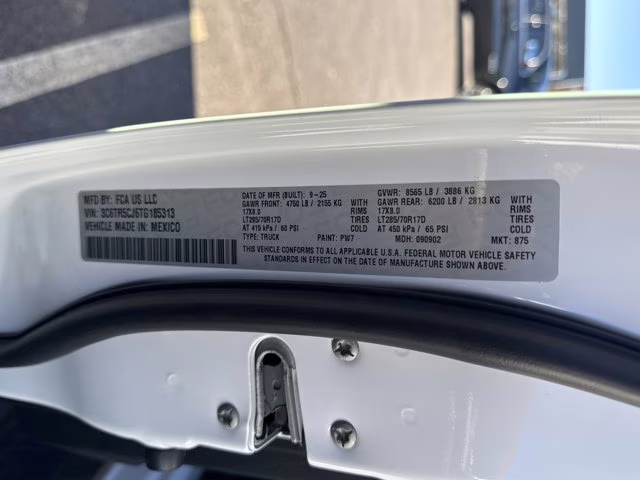 MFD BY: FCA US LLC
VIN: 3C6TR5CJ6TG185313
VEHICLE MADE IN: MEXICO
DATE OF MFR (BUILT): 9-25
GVWR: 8565 LB / 3886 KG
GAWR FRONT: 4750 LB / 2155 KG WITH
GAWR REAR: 6200 LB / 2813 KG WITH
17X8.0 RIMS
17X8.0 RIMS
LT285/70R17D TIRES
LT285/70R17D TIRES
AT 415 kPa / 60 PSI COLD
AT 450 kPa / 65 PSI COLD
TYPE: TRUCK PAINT: PW7 MDH: 090902 MKT: 875
THIS VEHICLE CONFORMS TO ALL APPLICABLE U.S.A. FEDERAL MOTOR VEHICLE SAFETY
STANDARDS IN EFFECT ON THE DATE OF MANUFACTURE SHOWN ABOVE.